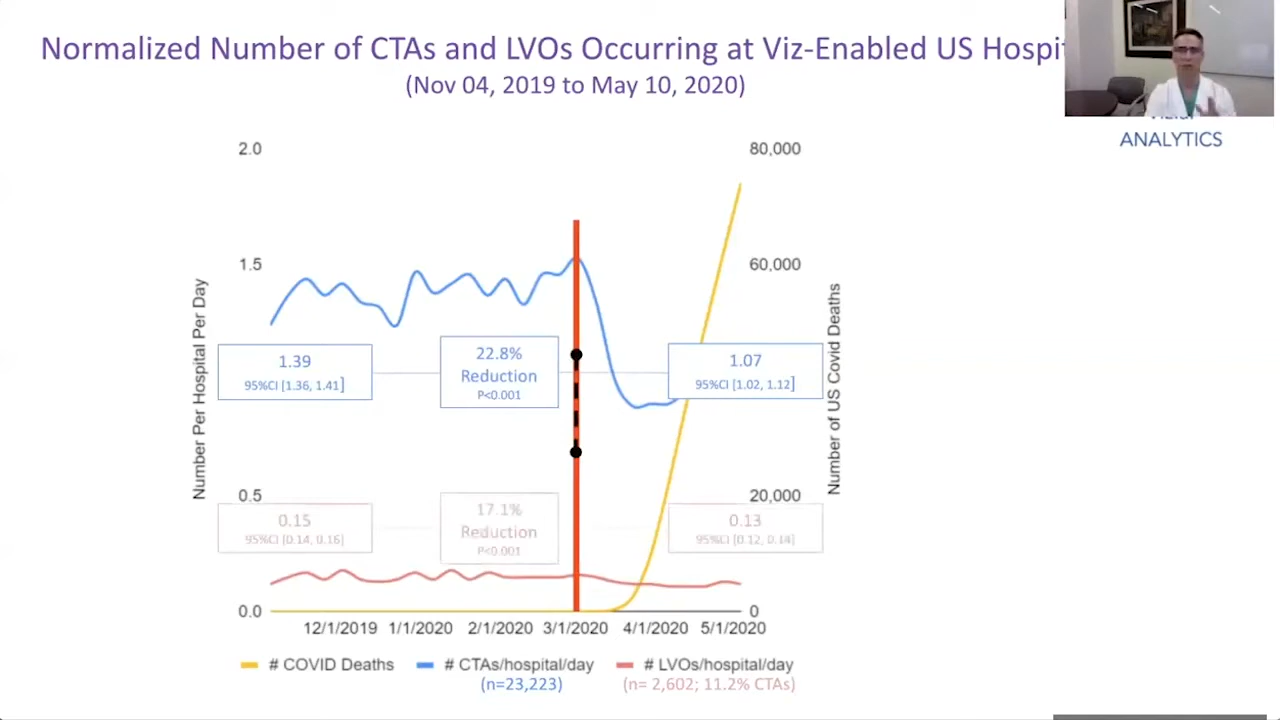 Normalized Number of CTAs and LVOs Occurring at Viz-Enabled US Hospi
(Nov 04, 2019 to May 10, 2020)
ANALYTICS
2.0
80,000
1.5
60,000
Number Per Hospital Per Day
Number of US Covid Deaths
1.39
95%CI [1.36, 1.41]
22.8%
Reduction
P<0.001
1.07
95%CI [1.02, 1.12]
0.5
20,000
0.15
95%CI [0.14, 0.16]
17.1%
Reduction
P<0.001
0.13
95%CI [0.12, 0.14]
0.0
0
12/1/2019 1/1/2020 2/1/2020 3/1/2020 4/1/2020 5/1/2020
# COVID Deaths # CTAs/hospital/day # LVOs/hospital/day
(n=23,223) (n= 2,602; 11.2% CTAs)